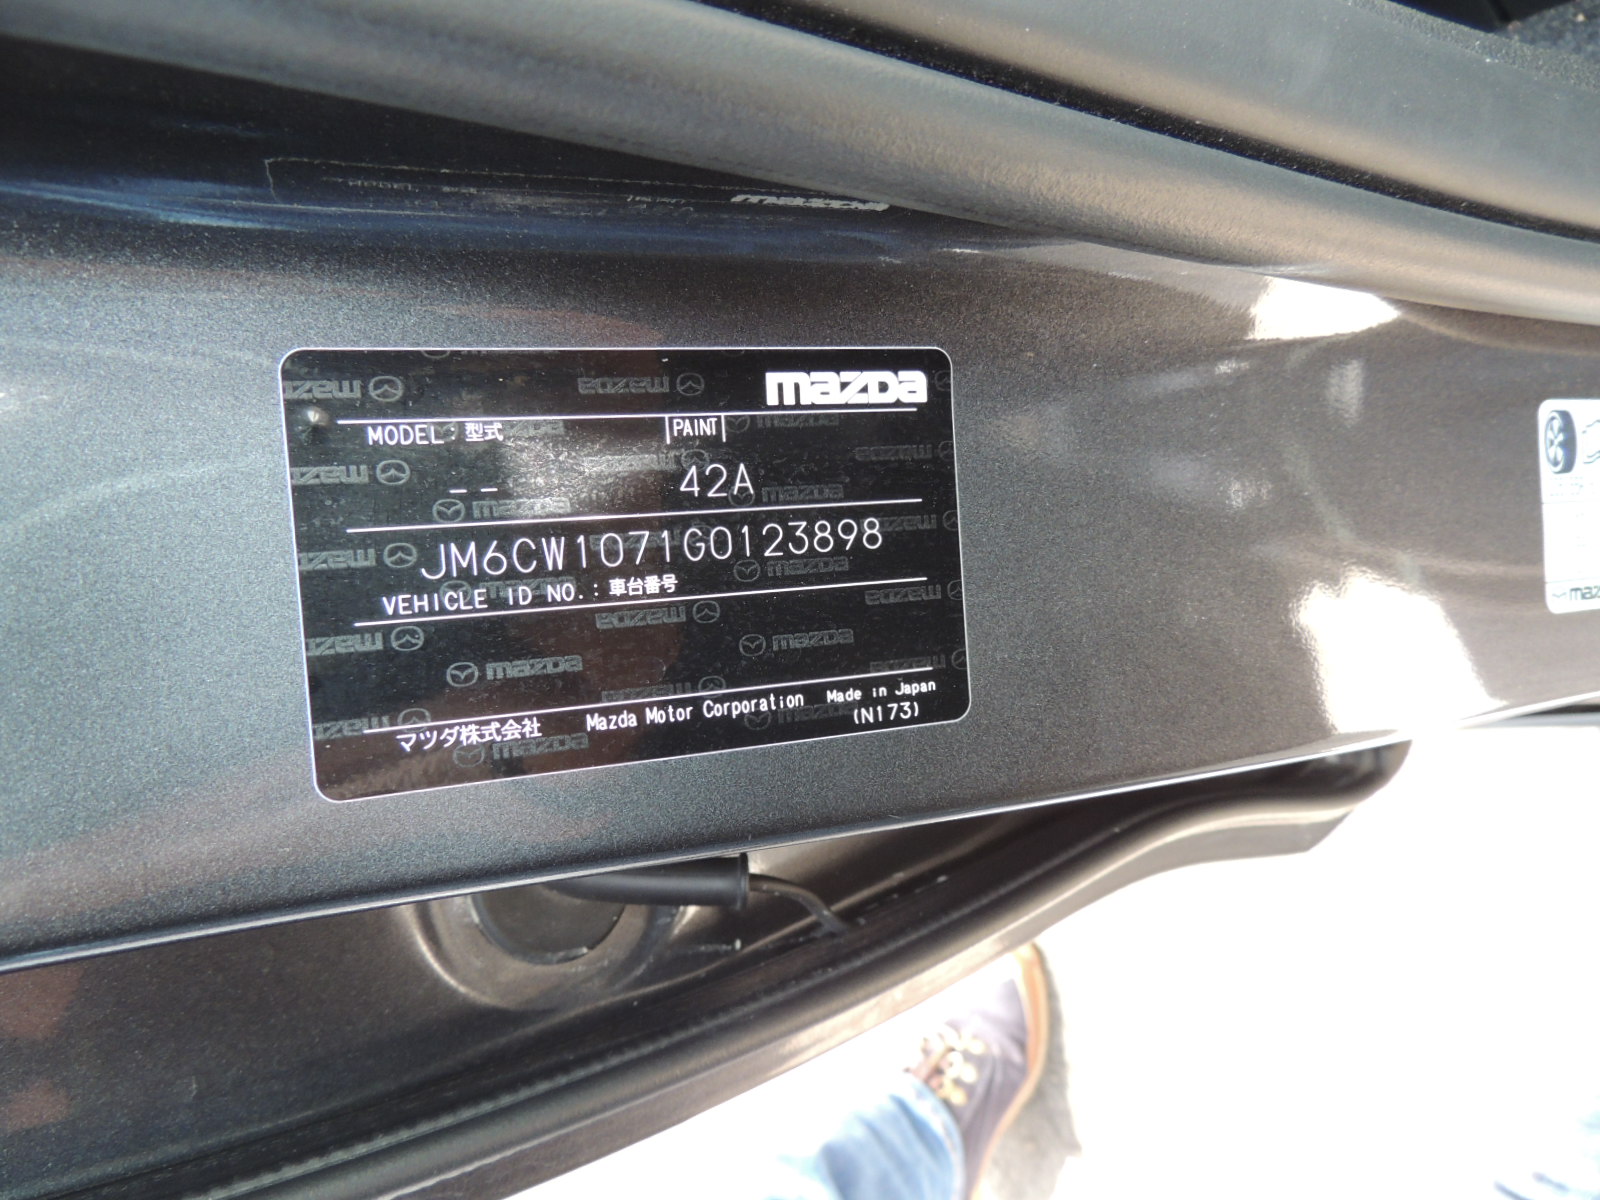 mazda
MODEL : 型式 PAINT
-- 42A
JM6CW1071G0123898
VEHICLE ID NO. : 車台番号
マツダ株式会社 Mazda Motor Corporation Made in Japan
(N173)